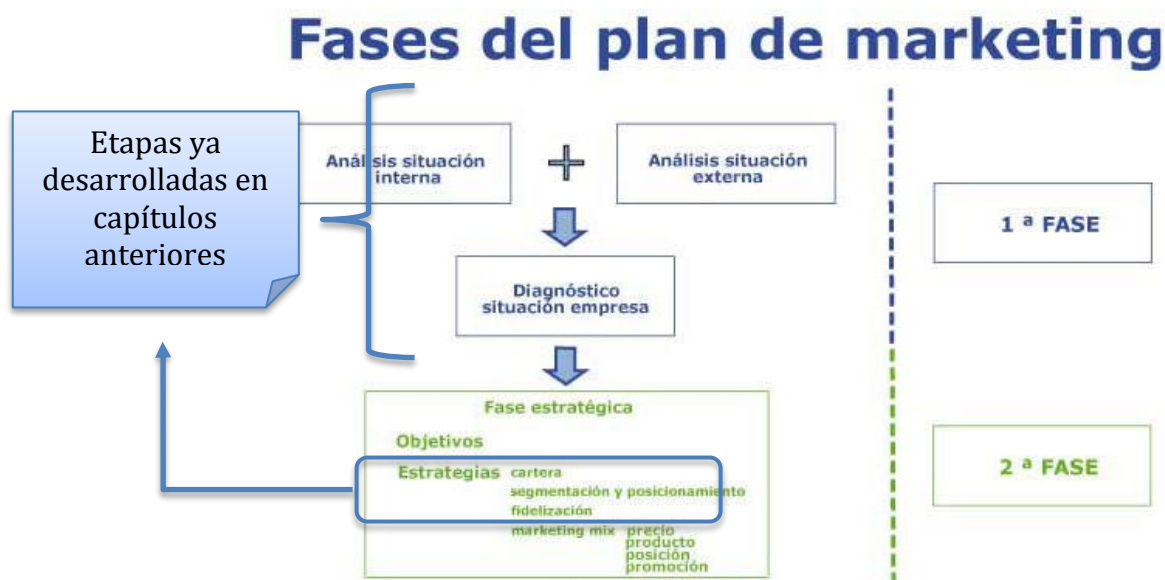 Fases del plan de marketing
Etapas ya
desarrolladas en
capítulos
anteriores
Análisis situación
interna
Análisis situación
externa
1 ª FASE
Diagnóstico
situación empresa
Fase estratégica
Objetivos
Estrategias cartera
segmentación y posicionamiento
fidelización
marketing mix precio
producto
posición
promoción
2 ª FASE